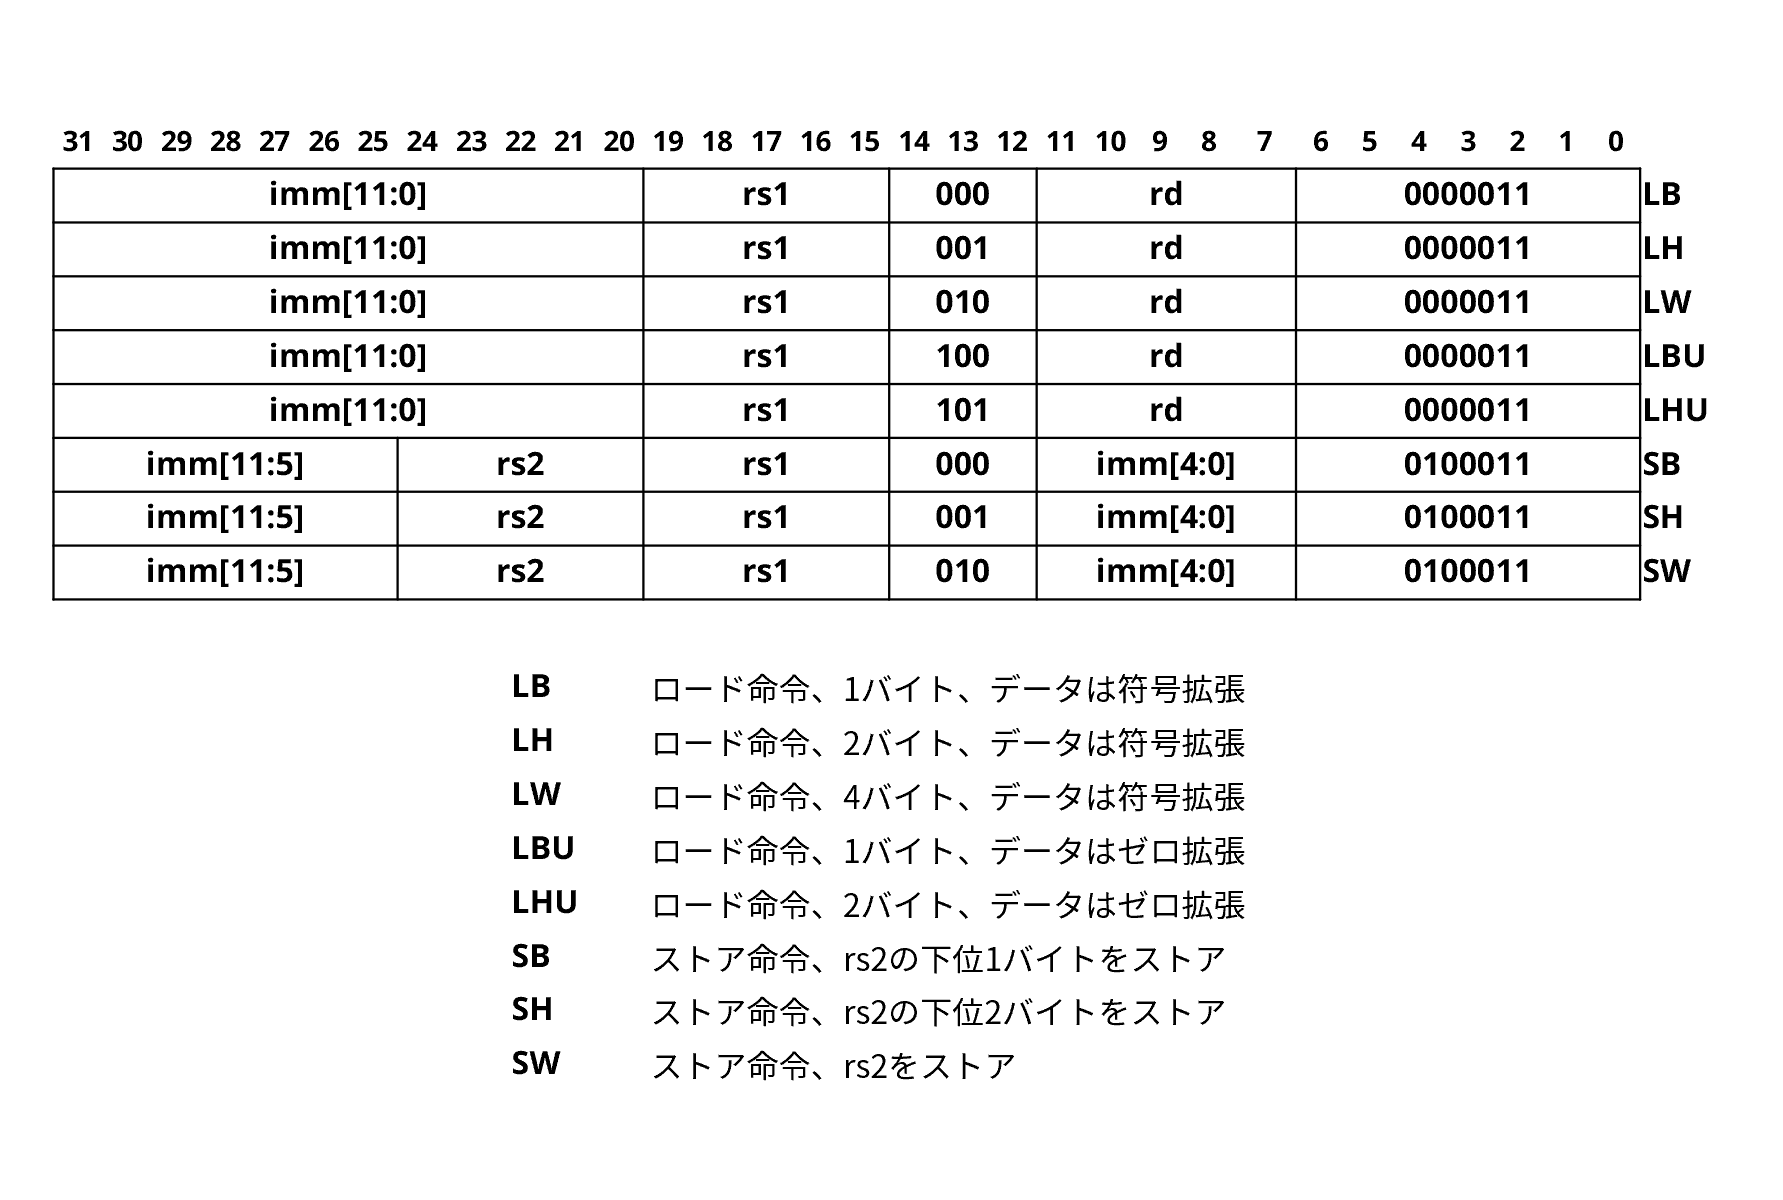 31 30 29 28 27 26 25 24 23 22 21 20 19 18 17 16 15 14 13 12 11 10 9 8 7 6 5 4 3 2 1 0
imm[11:0] rs1 000 rd 0000011 LB
imm[11:0] rs1 001 rd 0000011 LH
imm[11:0] rs1 010 rd 0000011 LW
imm[11:0] rs1 100 rd 0000011 LBU
imm[11:0] rs1 101 rd 0000011 LHU
imm[11:5] rs2 rs1 000 imm[4:0] 0100011 SB
imm[11:5] rs2 rs1 001 imm[4:0] 0100011 SH
imm[11:5] rs2 rs1 010 imm[4:0] 0100011 SW
LB ロード命令、1バイト、データは符号拡張
LH ロード命令、2バイト、データは符号拡張
LW ロード命令、4バイト、データは符号拡張
LBU ロード命令、1バイト、データはゼロ拡張
LHU ロード命令、2バイト、データはゼロ拡張
SB ストア命令、rs2の下位1バイトをストア
SH ストア命令、rs2の下位2バイトをストア
SW ストア命令、rs2をストア